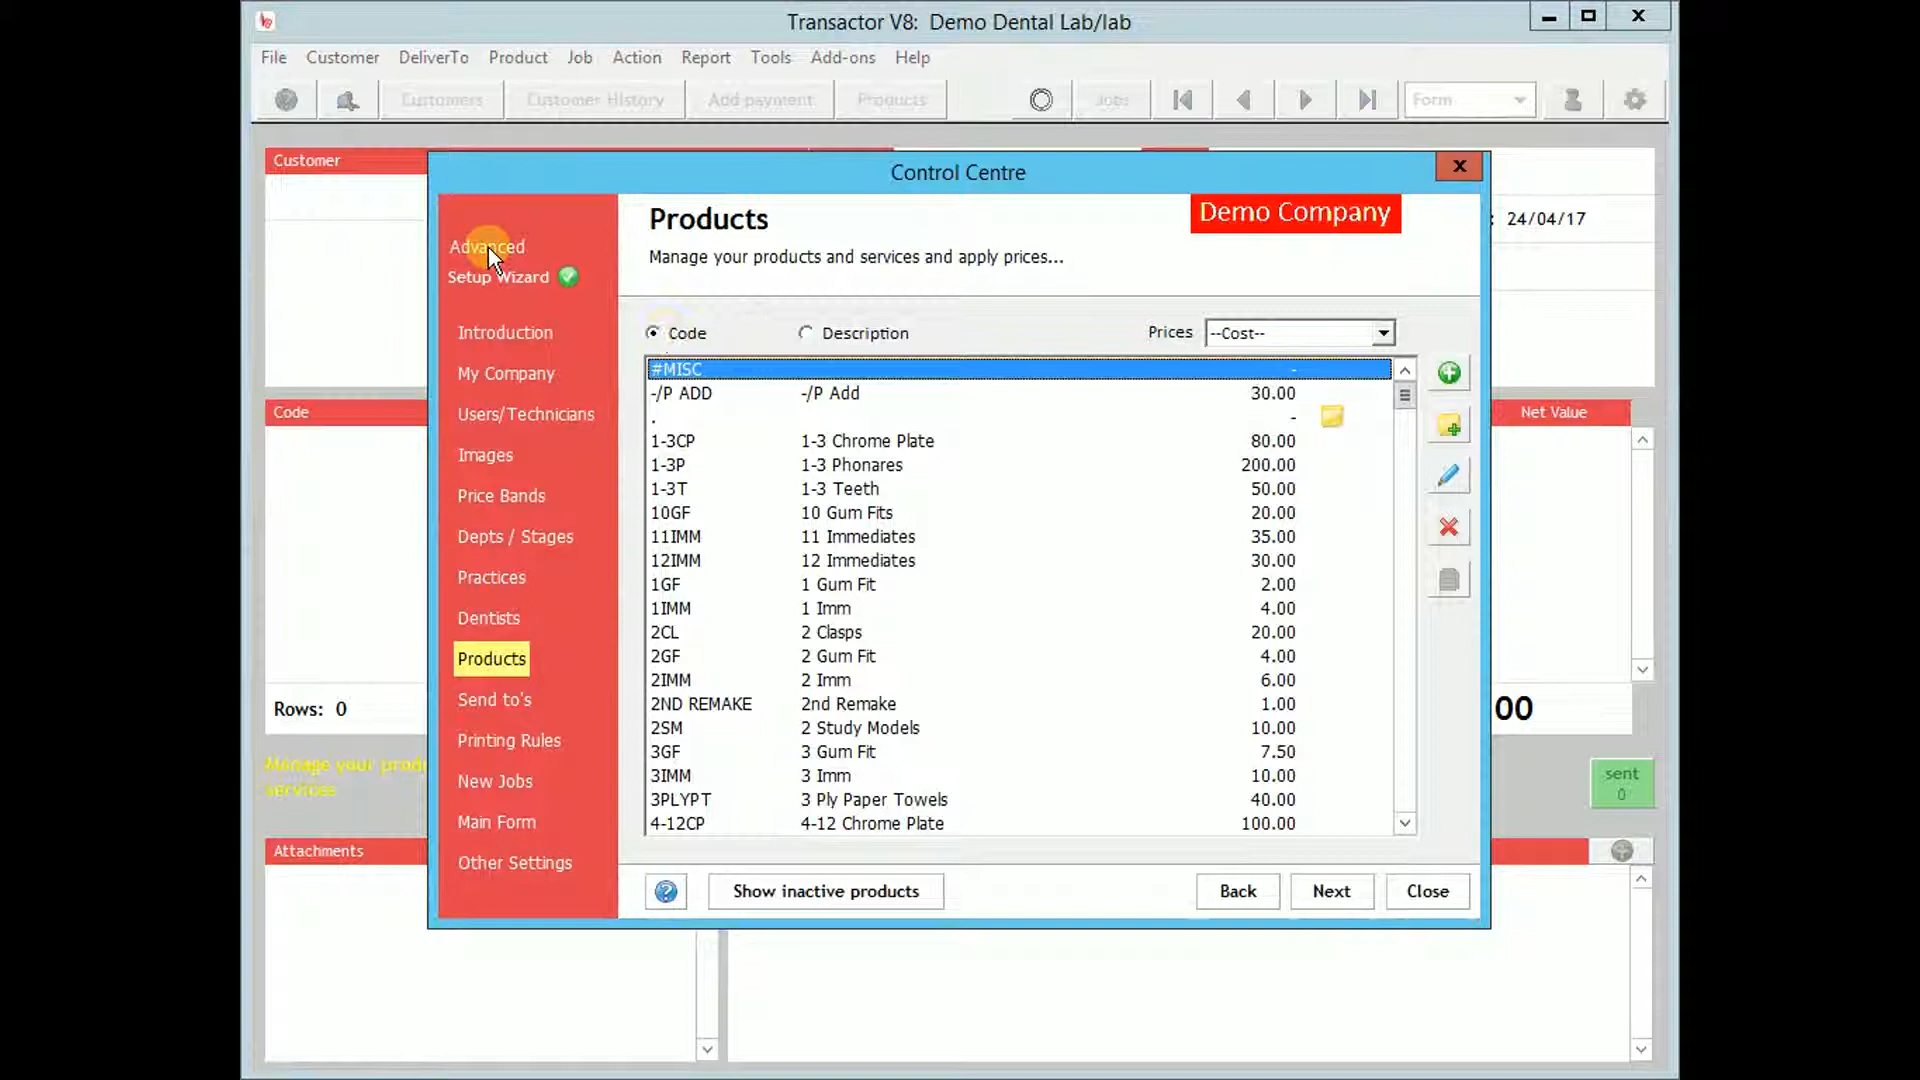 Transactor V8: Demo Dental Lab/lab
File Customer DeliverTo Product Job Action Report Tools Add-ons Help
Customers Customer History Add payment Products Jobs Form
Customer
Control Centre
X
Advanced
Setup Wizard
Introduction
My Company
Users/Technicians
Images
Price Bands
Depts / Stages
Practices
Dentists
Products
Send to's
Printing Rules
New Jobs
Main Form
Other Settings
Products
Demo Company
Manage your products and services and apply prices...
Code Description Prices --Cost--
#MISC -
-/P ADD -/P Add 30.00
. -
1-3CP 1-3 Chrome Plate 80.00
1-3P 1-3 Phonares 200.00
1-3T 1-3 Teeth 50.00
10GF 10 Gum Fits 20.00
11IMM 11 Immediates 35.00
12IMM 12 Immediates 30.00
1GF 1 Gum Fit 2.00
1IMM 1 Imm 4.00
2CL 2 Clasps 20.00
2GF 2 Gum Fit 4.00
2IMM 2 Imm 6.00
2ND REMAKE 2nd Remake 1.00
2SM 2 Study Models 10.00
3GF 3 Gum Fit 7.50
3IMM 3 Imm 10.00
3PLYPT 3 Ply Paper Towels 40.00
4-12CP 4-12 Chrome Plate 100.00
? Show inactive products Back Next Close
: 24/04/17
Code
Net Value
Rows: 0
00
Manage your produ
services
sent
0
Attachments